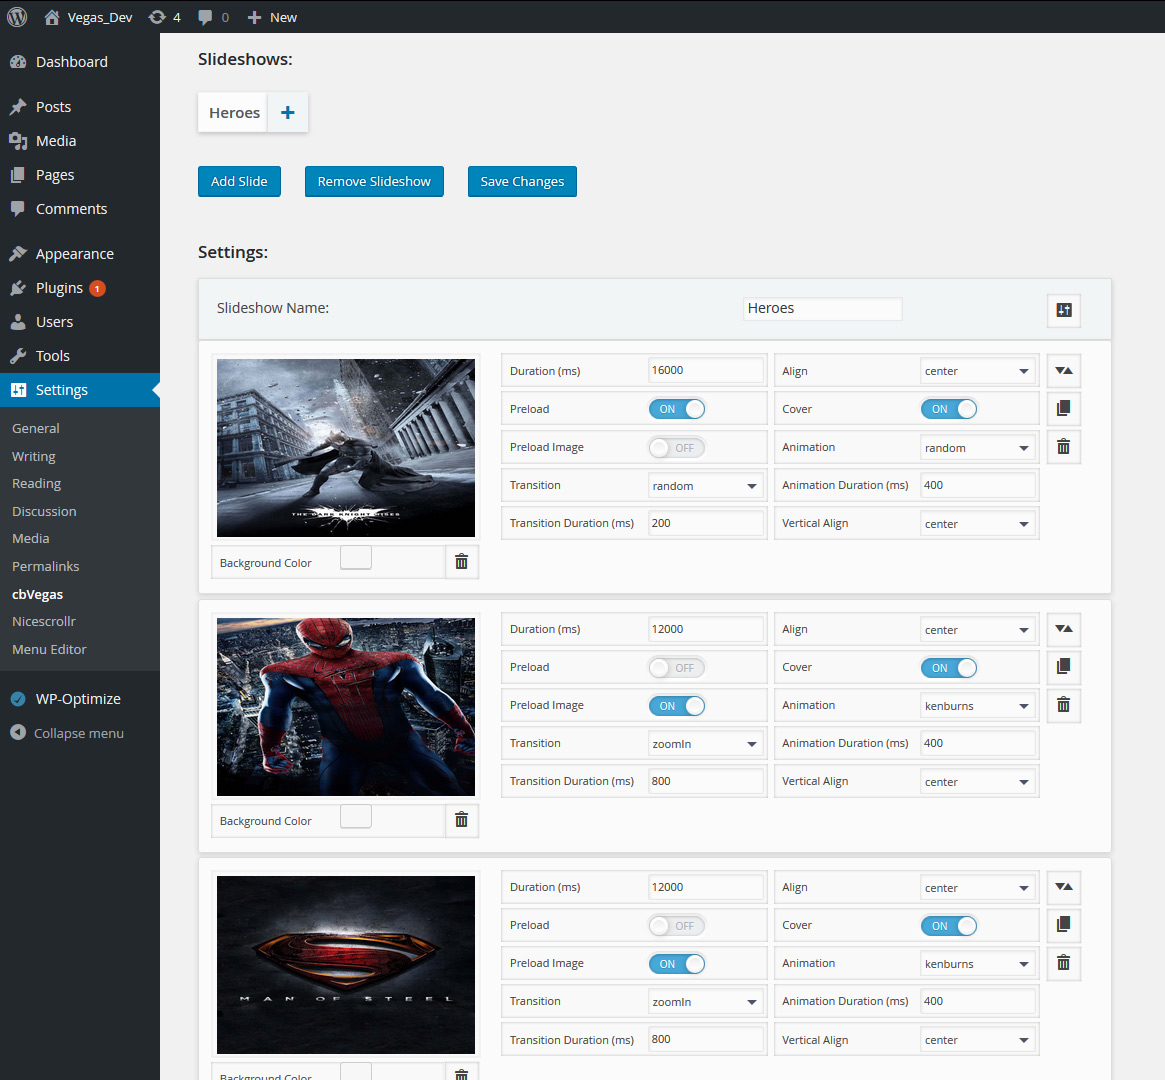 Vegas_Dev 4 0 New
Dashboard
Posts
Media
Pages
Comments
Appearance
Plugins 1
Users
Tools
Settings
General
Writing
Reading
Discussion
Media
Permalinks
cbVegas
Nicescrollr
Menu Editor
WP-Optimize
Collapse menu
Slideshows:
Heroes +
Add Slide Remove Slideshow Save Changes
Settings:
Slideshow Name: Heroes
THE DARK KNIGHT RISES
Background Color
Duration (ms) 16000 Align center
Preload ON Cover ON
Preload Image OFF Animation random
Transition random Animation Duration (ms) 400
Transition Duration (ms) 200 Vertical Align center
Background Color
Duration (ms) 12000 Align center
Preload OFF Cover ON
Preload Image ON Animation kenburns
Transition zoomIn Animation Duration (ms) 400
Transition Duration (ms) 800 Vertical Align center
MAN OF STEEL
Background Color
Duration (ms) 12000 Align center
Preload OFF Cover ON
Preload Image ON Animation kenburns
Transition zoomIn Animation Duration (ms) 400
Transition Duration (ms) 800 Vertical Align center